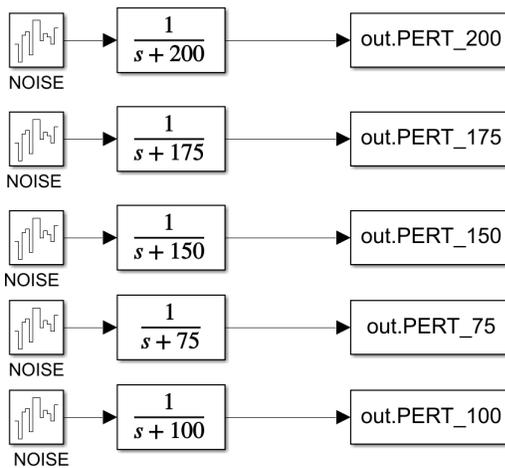 1
s + 200
out.PERT_200
NOISE
1
s + 175
out.PERT_175
NOISE
1
s + 150
out.PERT_150
NOISE
1
s + 75
out.PERT_75
NOISE
1
s + 100
out.PERT_100
NOISE